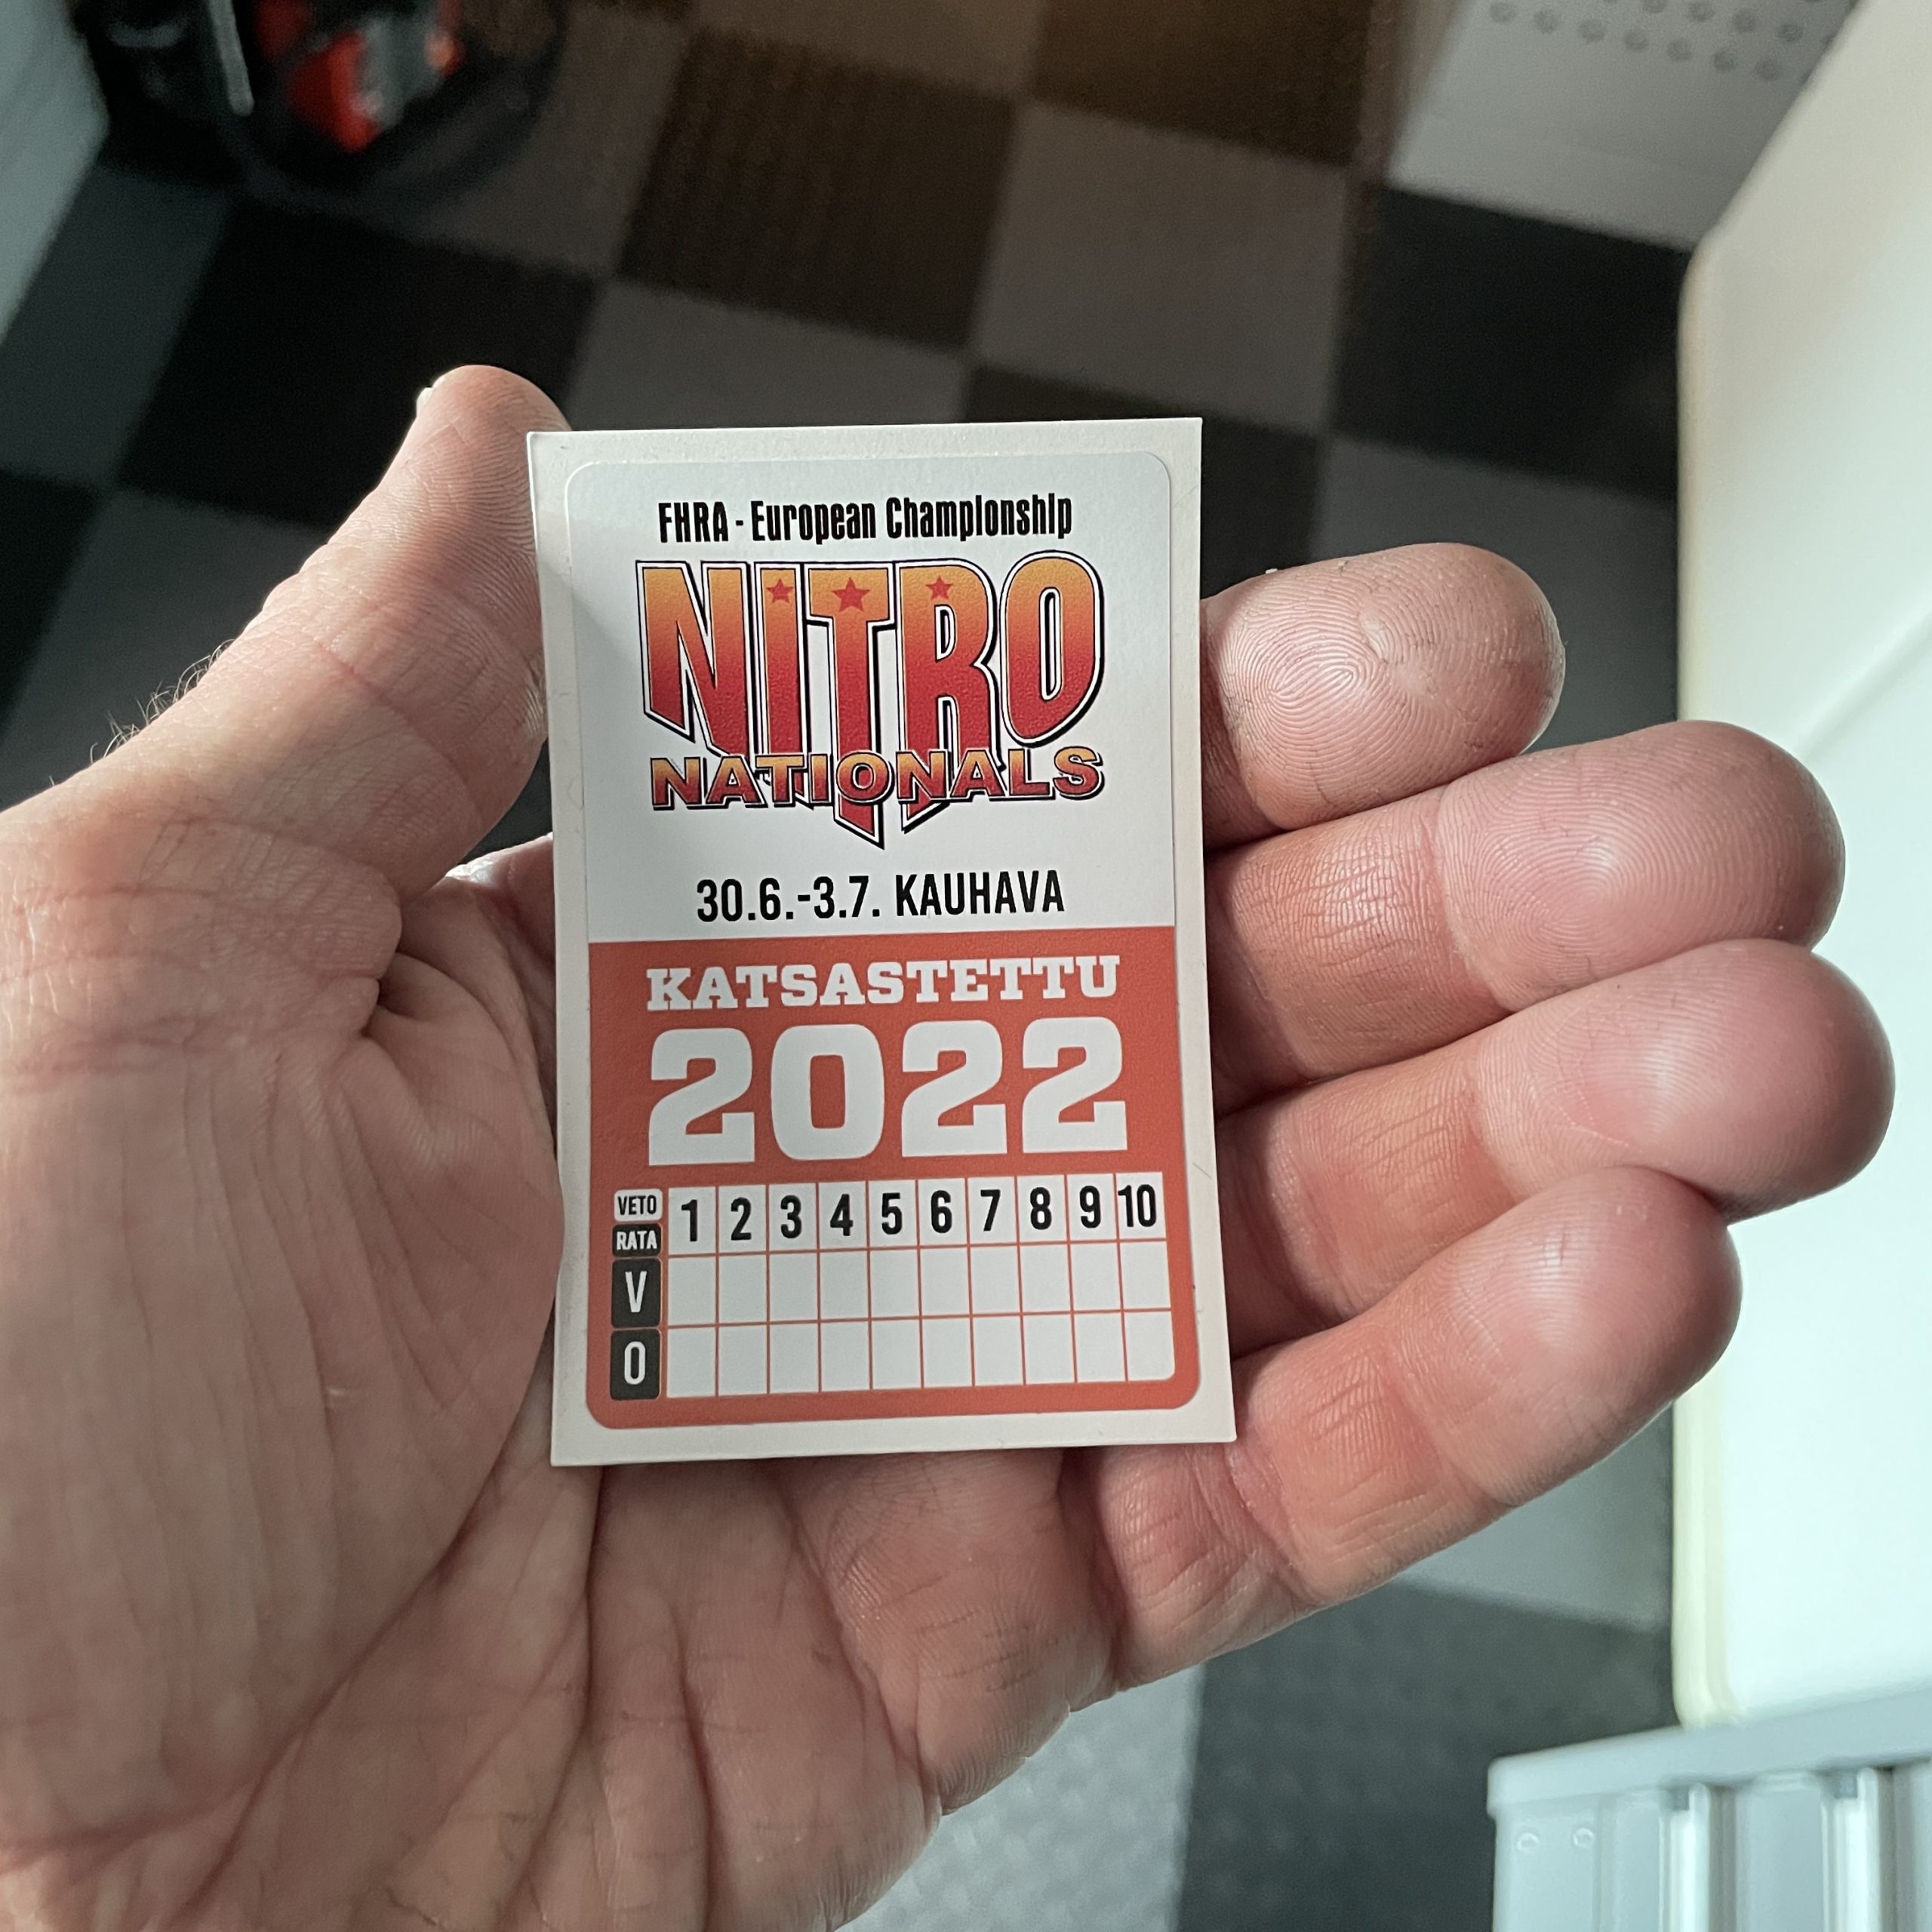 FHRA - European Championship
NITRO
NATIONALS
30.6.-3.7. KAUHAVA
KATSASTETTU
2022
VETO 1 2 3 4 5 6 7 8 9 10
RATA
V
O